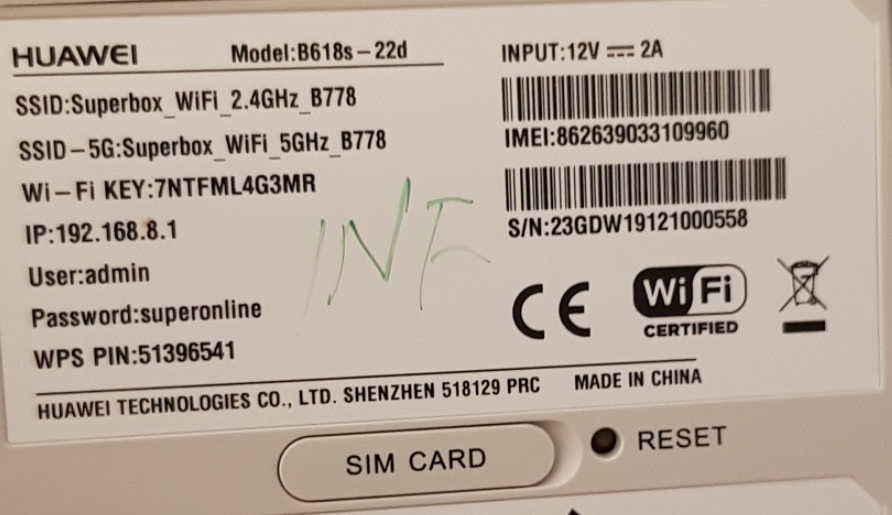 HUAWEI Model:B618s-22d
SSID:Superbox_WiFi_2.4GHz_B778
SSID-5G:Superbox_WiFi_5GHz_B778
Wi-Fi KEY:7NTFML4G3MR
IP:192.168.8.1
User:admin
Password:superonline
WPS PIN:51396541
INPUT:12V ⎓ 2A
IMEI:862639033109960
S/N:23GDW19121000558
CE
WiFi
CERTIFIED
HUAWEI TECHNOLOGIES CO., LTD. SHENZHEN 518129 PRC MADE IN CHINA
SIM CARD
RESET